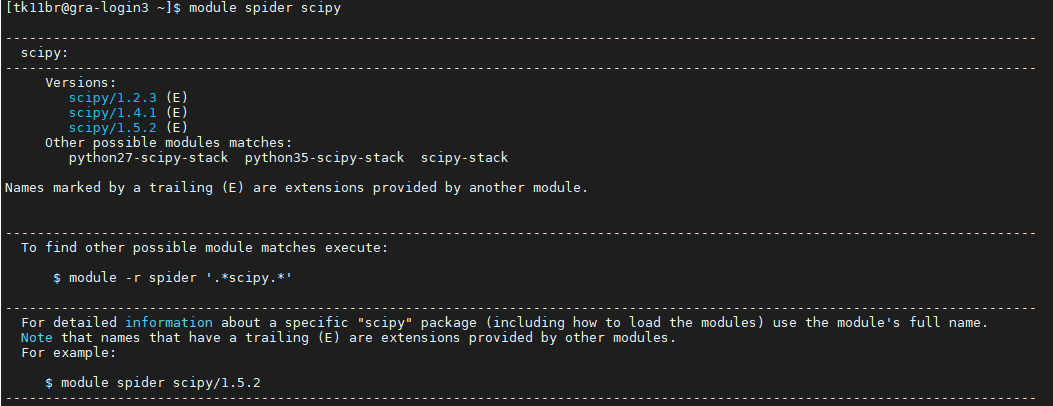 [tk11br@gra-login3 ~]$ module spider scipy
---------------------------------------------------------------------------------------------------------------------------------
scipy:
---------------------------------------------------------------------------------------------------------------------------------
Versions:
scipy/1.2.3 (E)
scipy/1.4.1 (E)
scipy/1.5.2 (E)
Other possible modules matches:
python27-scipy-stack  python35-scipy-stack  scipy-stack
Names marked by a trailing (E) are extensions provided by another module.
---------------------------------------------------------------------------------------------------------------------------------
To find other possible module matches execute:
$ module -r spider '.*scipy.*'
---------------------------------------------------------------------------------------------------------------------------------
For detailed information about a specific "scipy" package (including how to load the modules) use the module's full name.
Note that names that have a trailing (E) are extensions provided by other modules.
For example:
$ module spider scipy/1.5.2
---------------------------------------------------------------------------------------------------------------------------------